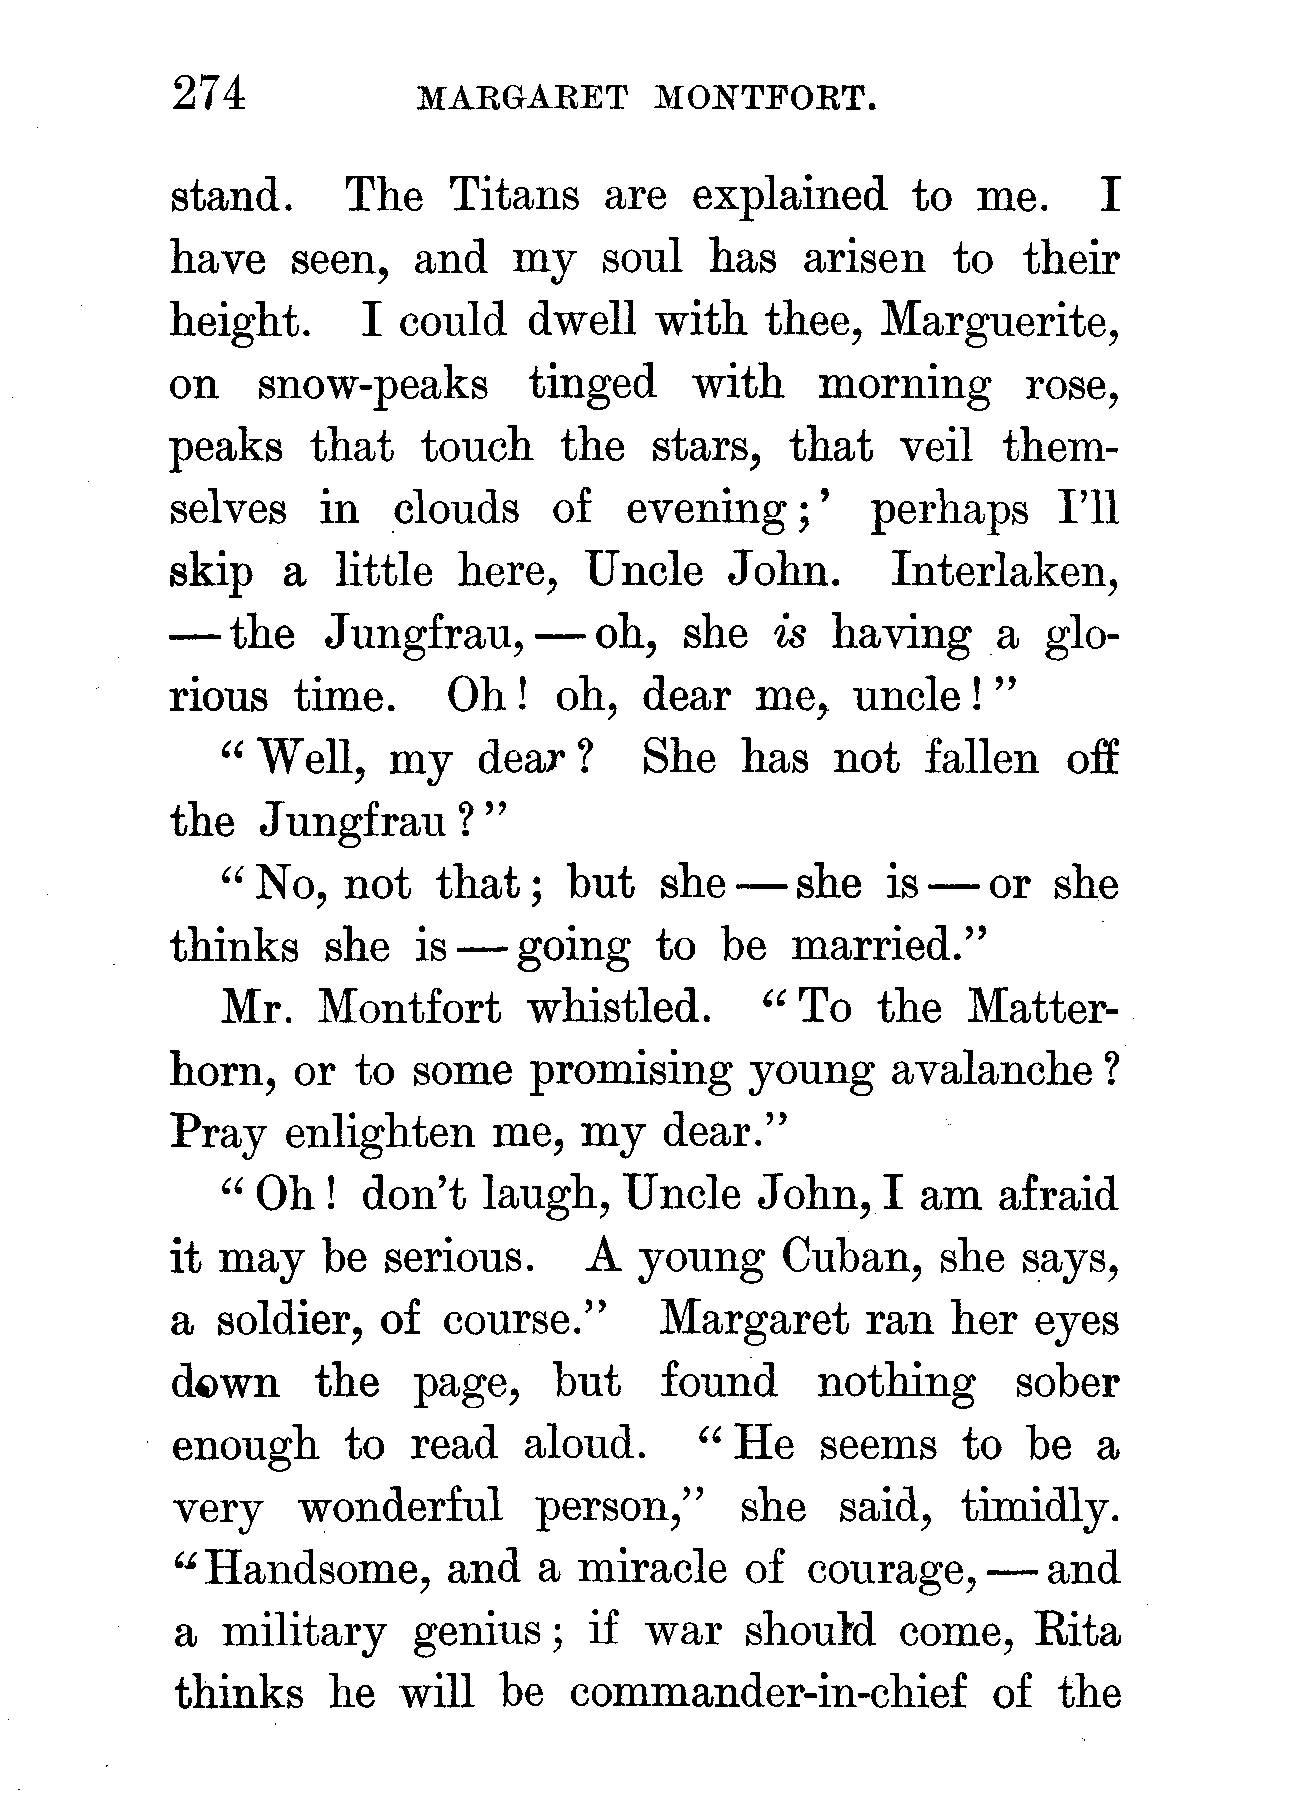 274 MARGARET MONTFORT.
stand. The Titans are explained to me. I
have seen, and my soul has arisen to their
height. I could dwell with thee, Marguerite,
on snow-peaks tinged with morning rose,
peaks that touch the stars, that veil them-
selves in clouds of evening;' perhaps I'll
skip a little here, Uncle John. Interlaken,
—the Jungfrau,—oh, she is having a glo-
rious time. Oh! oh, dear me, uncle!"
"Well, my dear? She has not fallen off
the Jungfrau?"
"No, not that; but she—she is—or she
thinks she is—going to be married."
Mr. Montfort whistled. "To the Matter-
horn, or to some promising young avalanche?
Pray enlighten me, my dear."
"Oh! don't laugh, Uncle John, I am afraid
it may be serious. A young Cuban, she says,
a soldier, of course." Margaret ran her eyes
down the page, but found nothing sober
enough to read aloud. "He seems to be a
very wonderful person," she said, timidly.
"Handsome, and a miracle of courage,—and
a military genius; if war should come, Rita
thinks he will be commander-in-chief of the